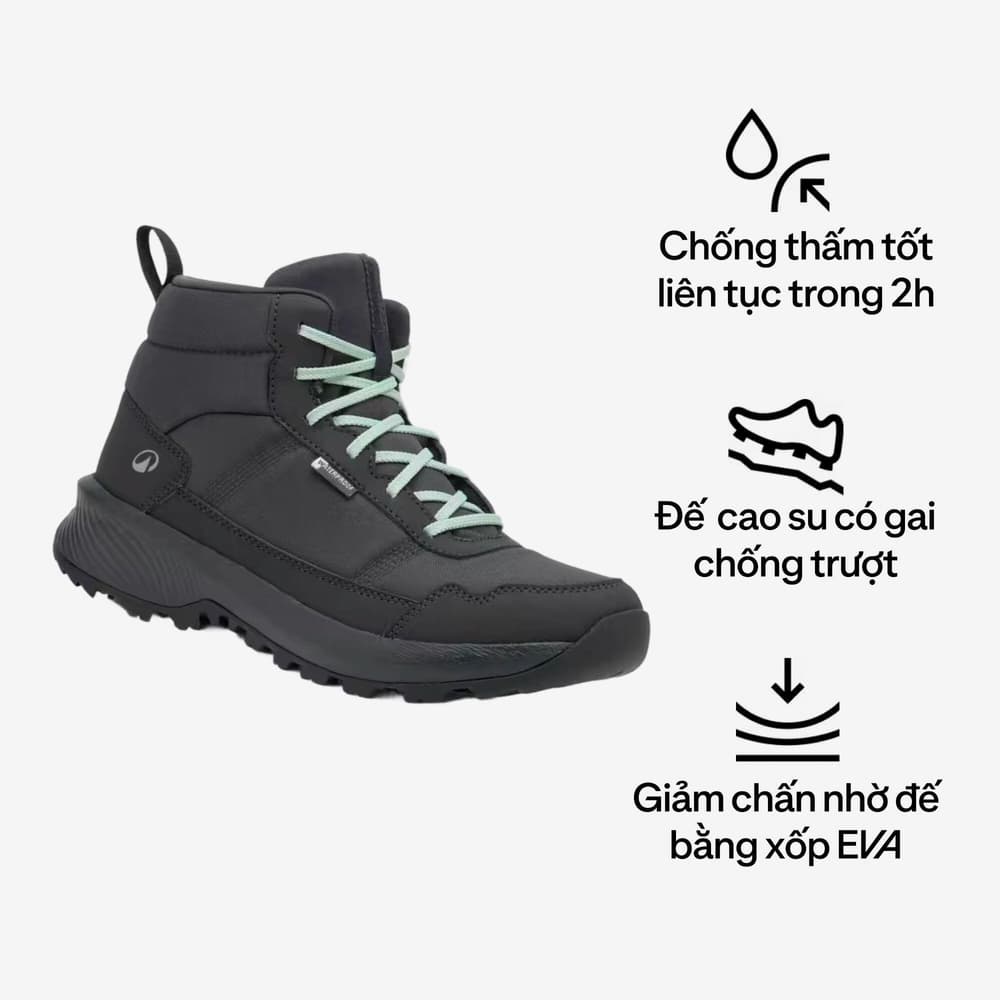 Chống thấm tốt
liên tục trong 2h
WATERPROOF
Đế cao su có gai
chống trượt
Giảm chấn nhờ đế
bằng xốp EVA